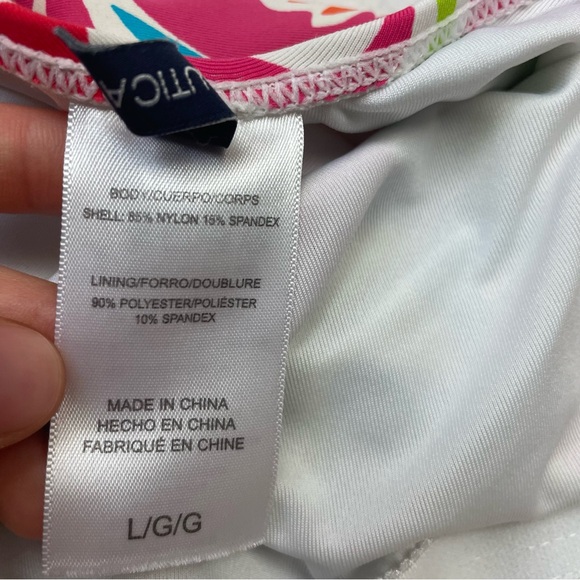 UTICA
BODY/CUERPO/CORPS
SHELL: 85% NYLON 15% SPANDEX
LINING/FORRO/DOUBLURE
90% POLYESTER/POLIÉSTER
10% SPANDEX
MADE IN CHINA
HECHO EN CHINA
FABRIQUÉ EN CHINE
L/G/G